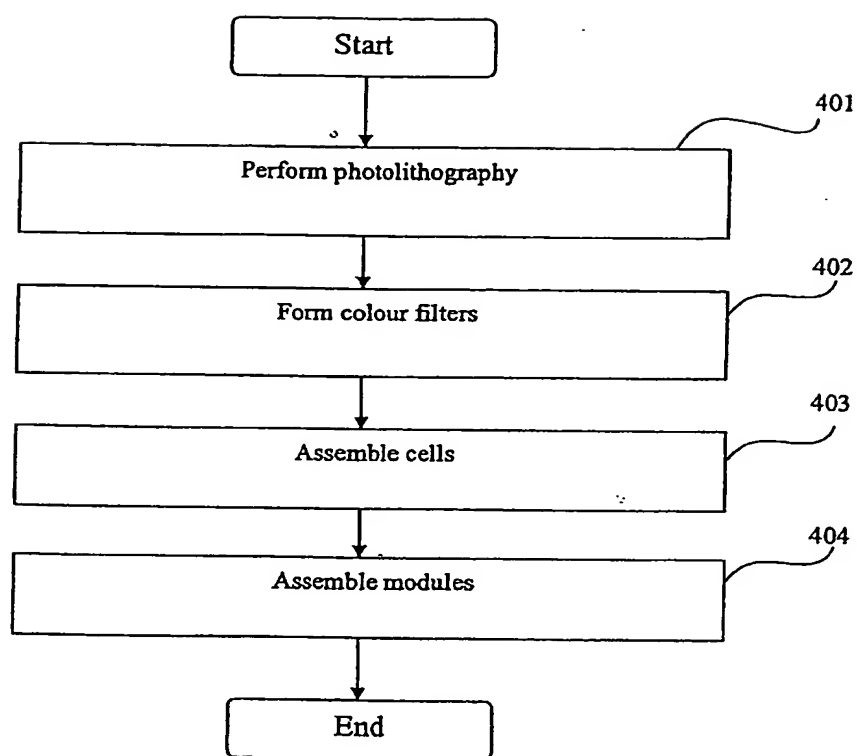 Start
401
Perform photolithography
402
Form colour filters
403
Assemble cells
404
Assemble modules
End